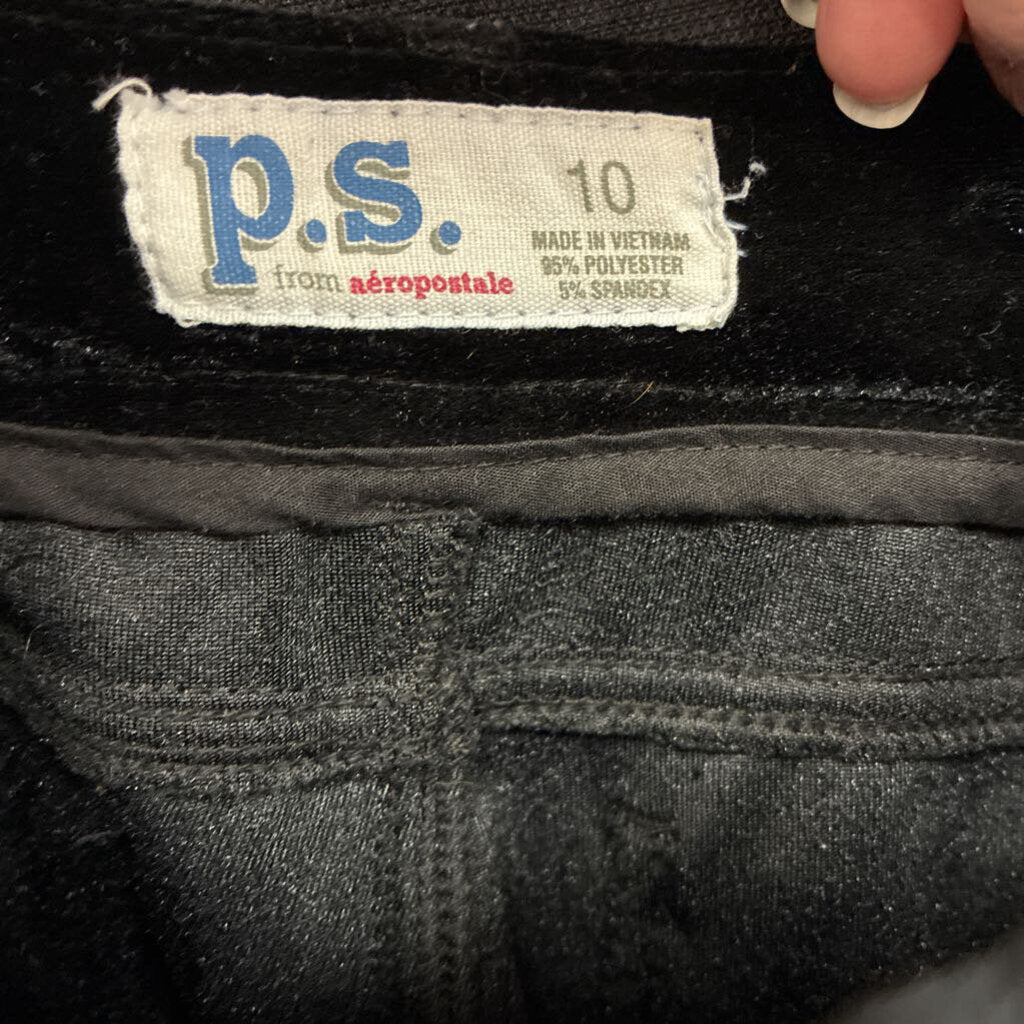 p.s.
from aéropostale
10
MADE IN VIETNAM
95% POLYESTER
5% SPANDEX